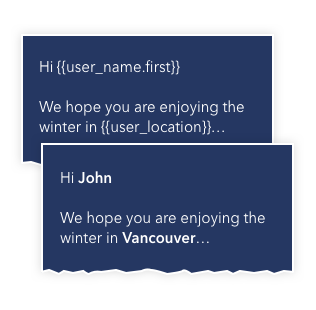 Hi {{user_name.first}}
We hope you are enjoying the
winter in {{user_location}}...
Hi John
We hope you are enjoying the
winter in Vancouver...